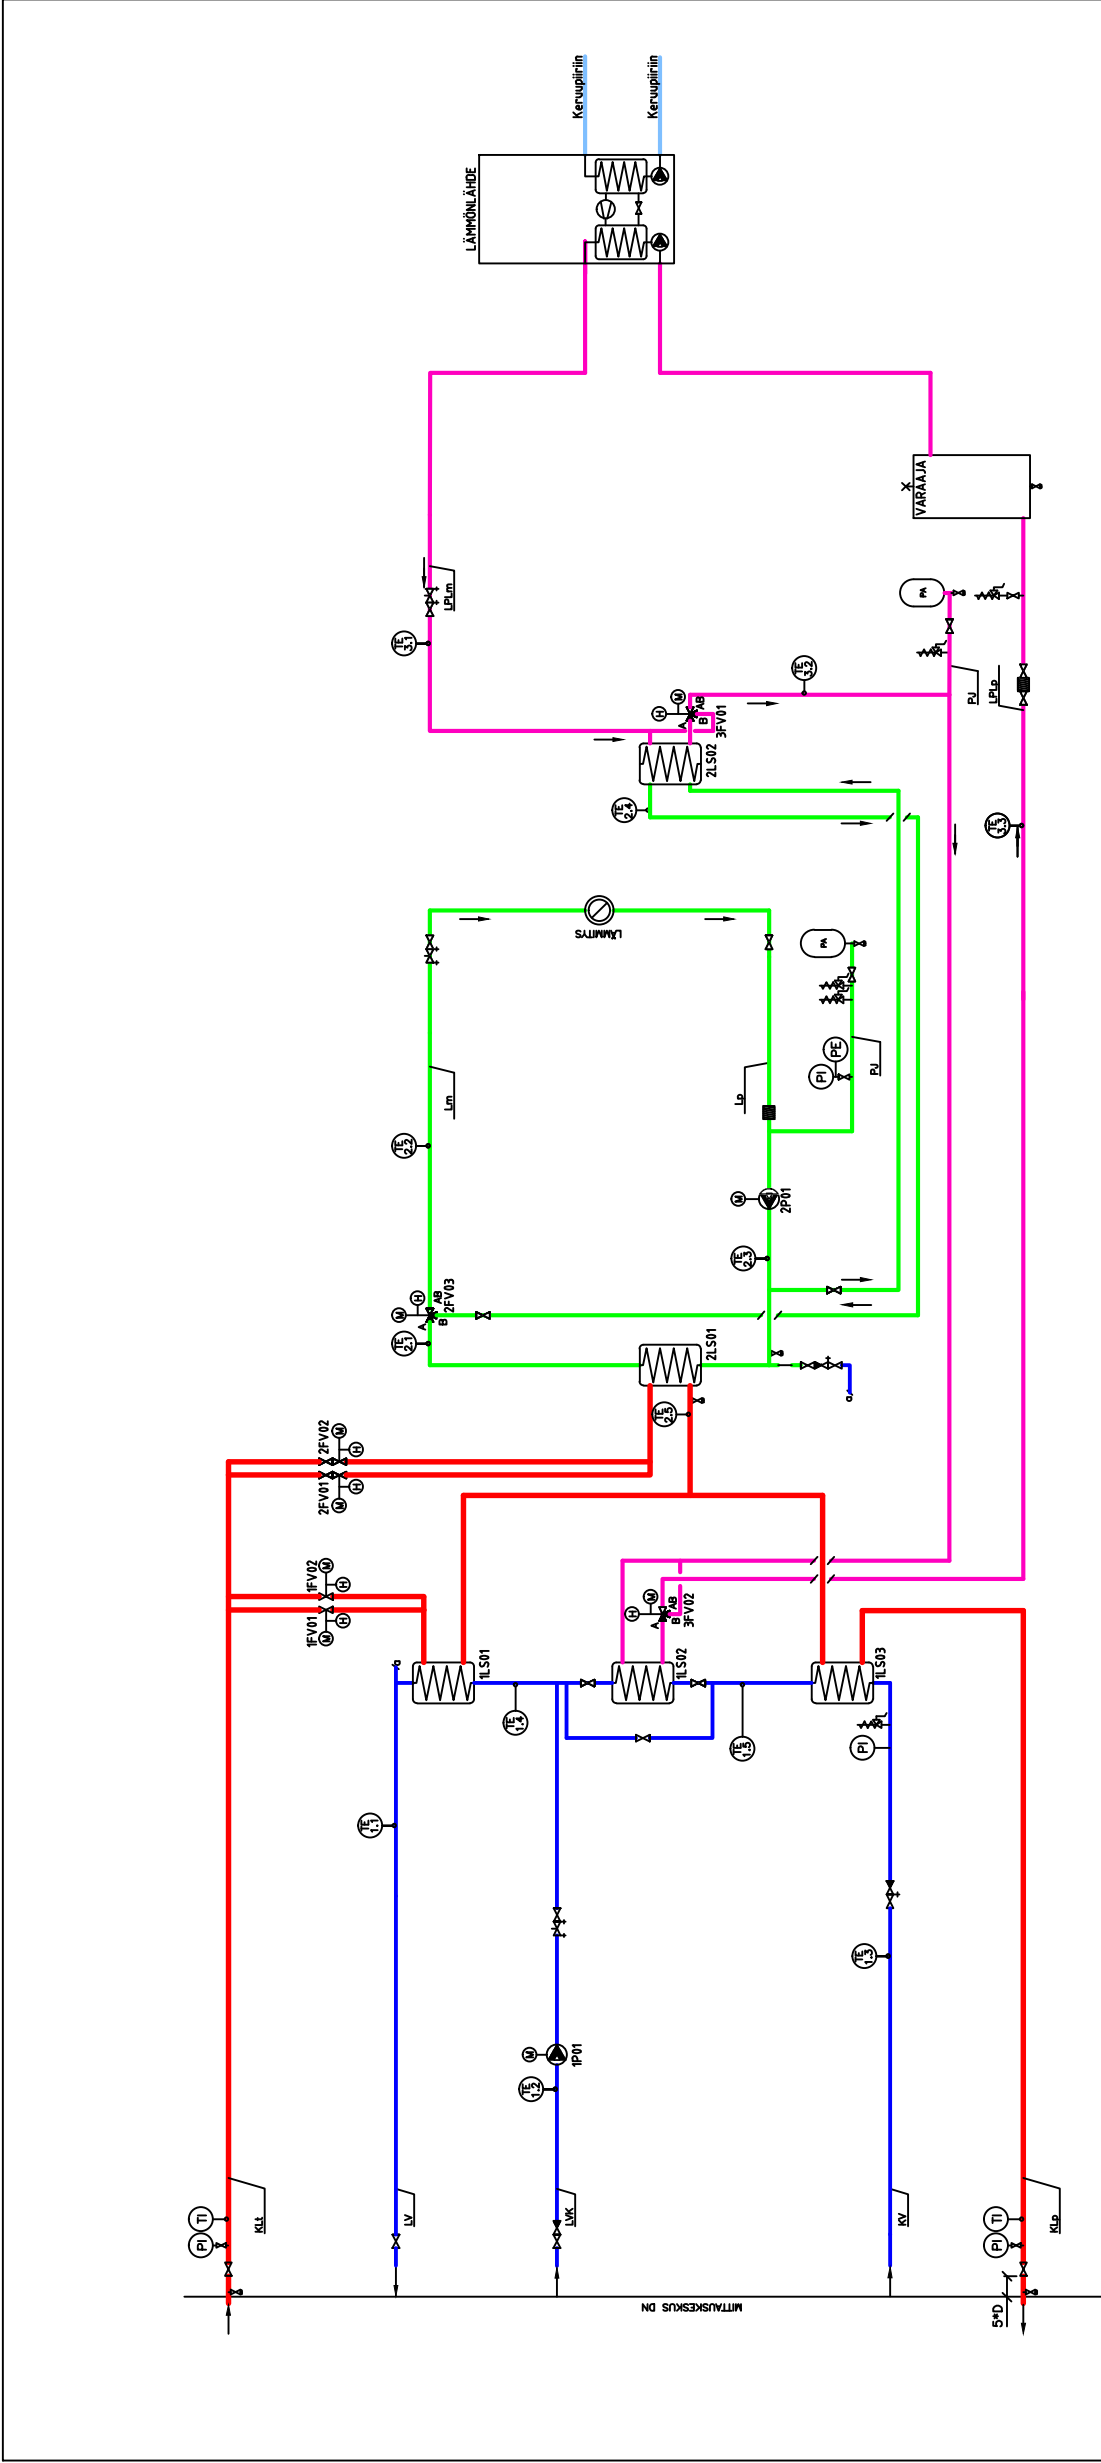 Keruupiiriin
Keruupiiriin
LÄMMÖNLÄHDE
VARAAJA
LPLm
TE
3.1
PA
PJ
LPLp
TE
3.2
H
M
A
AB
B
3FV01
2LS02
TE
2.4
TE
3.3
LÄMMITYS
PA
PI
PE
PJ
Lm
Lp
TE
2.2
M
2P01
TE
2.3
M
H
A
AB
B
2FV03
TE
2.1
2LS01
TE
2.5
2FV02
M
H
2FV01
M
H
1FV02
M
H
1FV01
M
H
H
M
A
AB
B
3FV02
1LS01
1LS02
1LS03
TE
1.4
TE
1.5
PI
TE
1.1
TE
1.3
M
1P01
TE
1.2
KLt
LV
LVK
KV
KLp
TI
PI
TI
PI
MITTAUSKESKUS DN
5*D